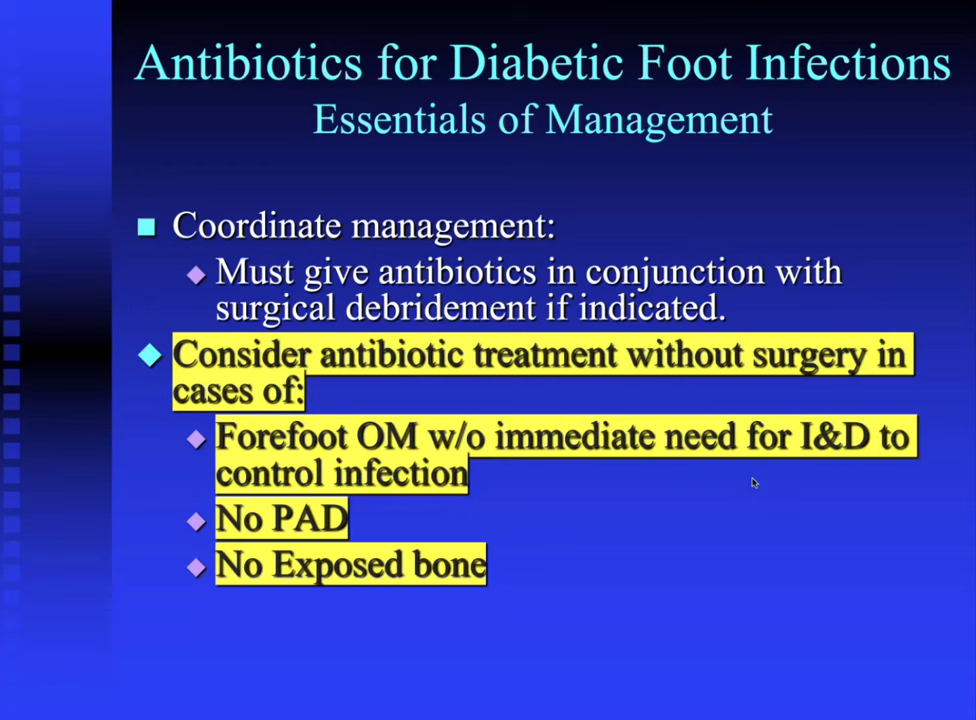 Antibiotics for Diabetic Foot Infections
Essentials of Management
Coordinate management:
Must give antibiotics in conjunction with
surgical debridement if indicated.
Consider antibiotic treatment without surgery in
cases of:
Forefoot OM w/o immediate need for I&D to
control infection
No PAD
No Exposed bone